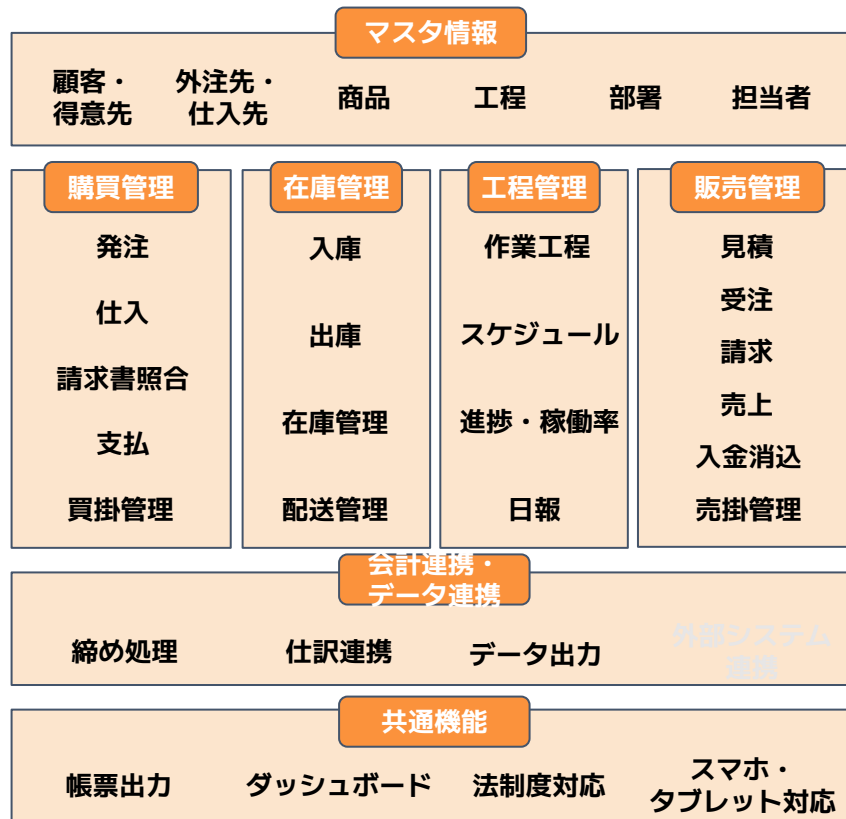 マスタ情報
顧客・
得意先
外注先・
仕入先
商品
工程
部署
担当者
購買管理
発注
仕入
請求書照合
支払
買掛管理
在庫管理
入庫
出庫
在庫管理
配送管理
工程管理
作業工程
スケジュール
進捗・稼働率
日報
販売管理
見積
受注
請求
売上
入金消込
売掛管理
会計連携・
データ連携
締め処理
仕訳連携
データ出力
外部システム
連携
共通機能
帳票出力
ダッシュボード
法制度対応
スマホ・
タブレット対応